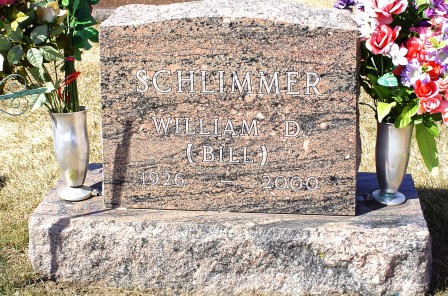 SCHLIMMER
WILLIAM D.
(BILL)
1926 — 2000